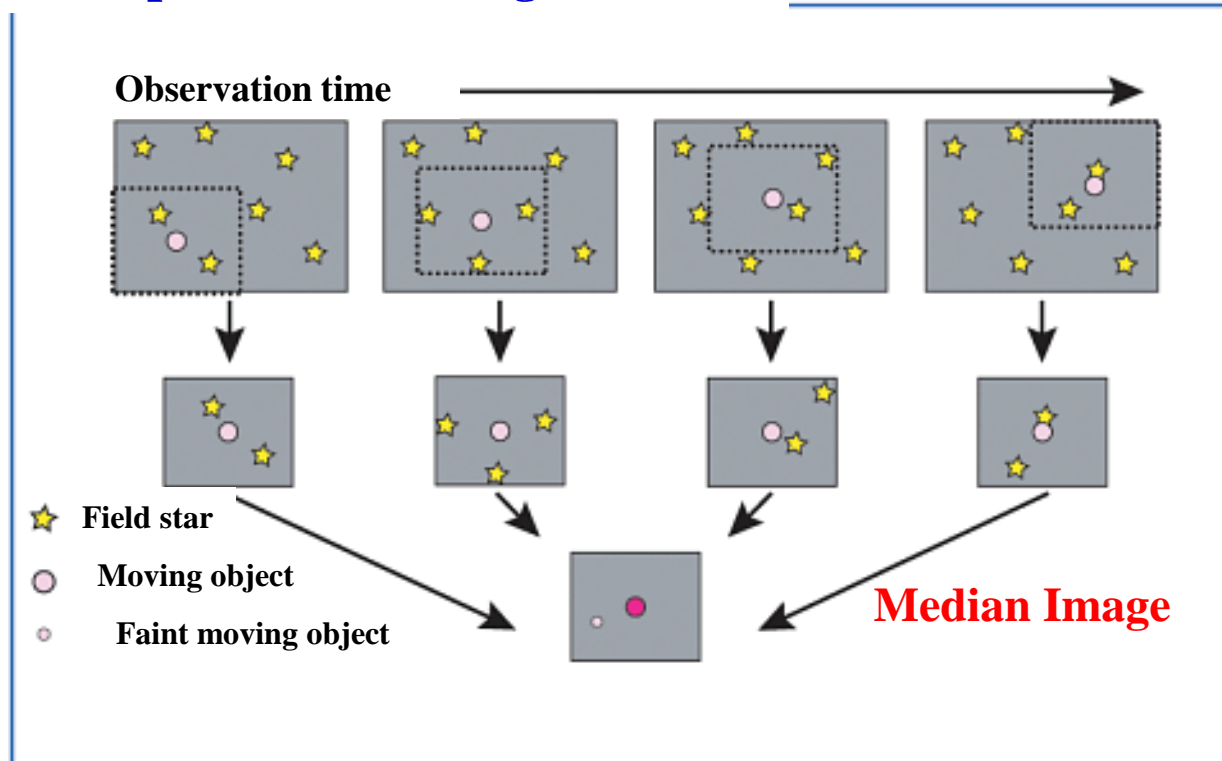 Observation time
Field star
Moving object
Faint moving object
Median Image